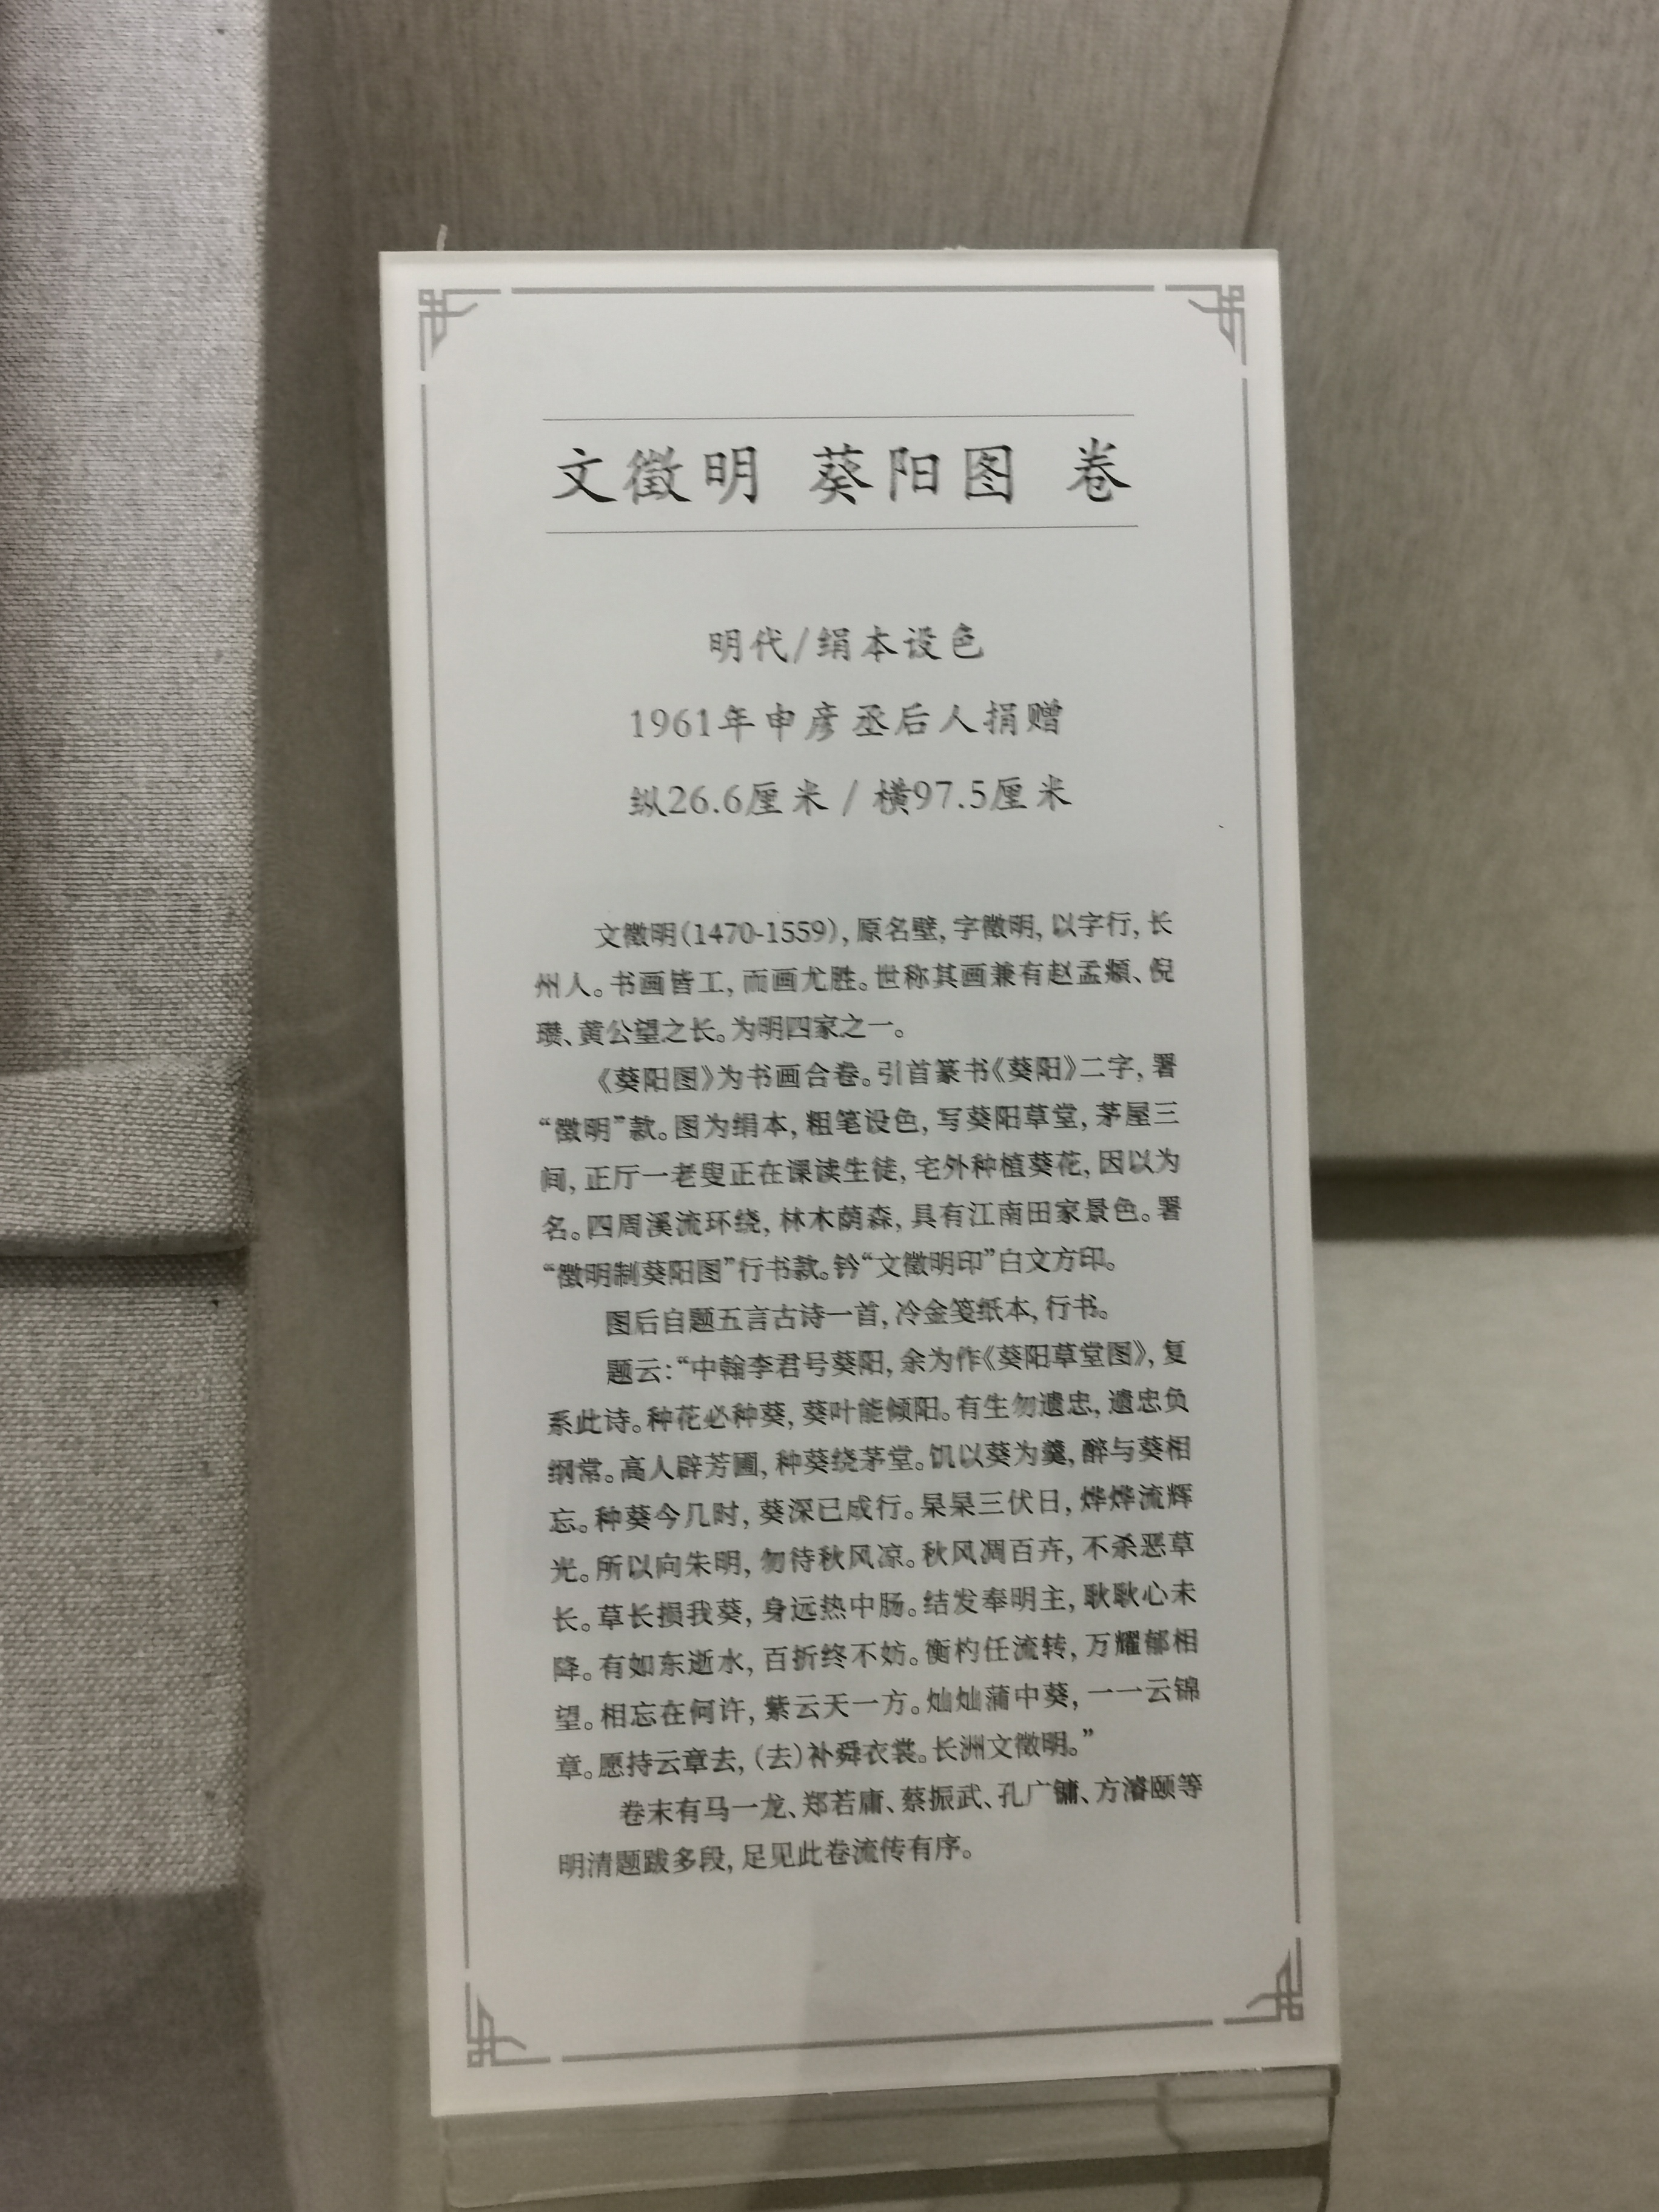 文徵明 葵阳图 卷
明代/绢本设色
1961年申彦丞后人捐赠
纵26.6厘米 / 横97.5厘米
文徵明(1470-1559),原名壁,字徵明,以字行,长
州人。书画皆工,而画尤胜。世称其画兼有赵孟頫、倪
瓒、黄公望之长。为明四家之一。
《葵阳图》为书画合卷。引首篆书《葵阳》二字,署
“徵明”款。图为绢本,粗笔设色,写葵阳草堂,茅屋三
间,正厅一老叟正在课读生徒,宅外种植葵花,因以为
名。四周溪流环绕,林木荫森,具有江南田家景色。署
“徵明制葵阳图”行书款。钤“文徵明印”白文方印。
图后自题五言古诗一首,冷金笺纸本,行书。
题云:“中翰李君号葵阳,余为作《葵阳草堂图》,复
系此诗。种花必种葵,葵叶能倾阳。有生勿遗忠,遗忠负
纲常。高人辟芳圃,种葵绕茅堂。饥以葵为羹,醉与葵相
忘。种葵今几时,葵深已成行。杲杲三伏日,烨烨流辉
光。所以向朱明,勿待秋风凉。秋风凋百卉,不杀恶草
长。草长损我葵,身远热中肠。结发奉明主,耿耿心未
降。有如东逝水,百折终不妨。衡杓任流转,万耀郁相
望。相忘在何许,紫云天一方。灿灿蒲中葵,一一云锦
章。愿持云章去,(去)补舜衣裳。长洲文徵明。”
卷末有马一龙、郑若庸、蔡振武、孔广镛、方濬颐等
明清题跋多段,足见此卷流传有序。